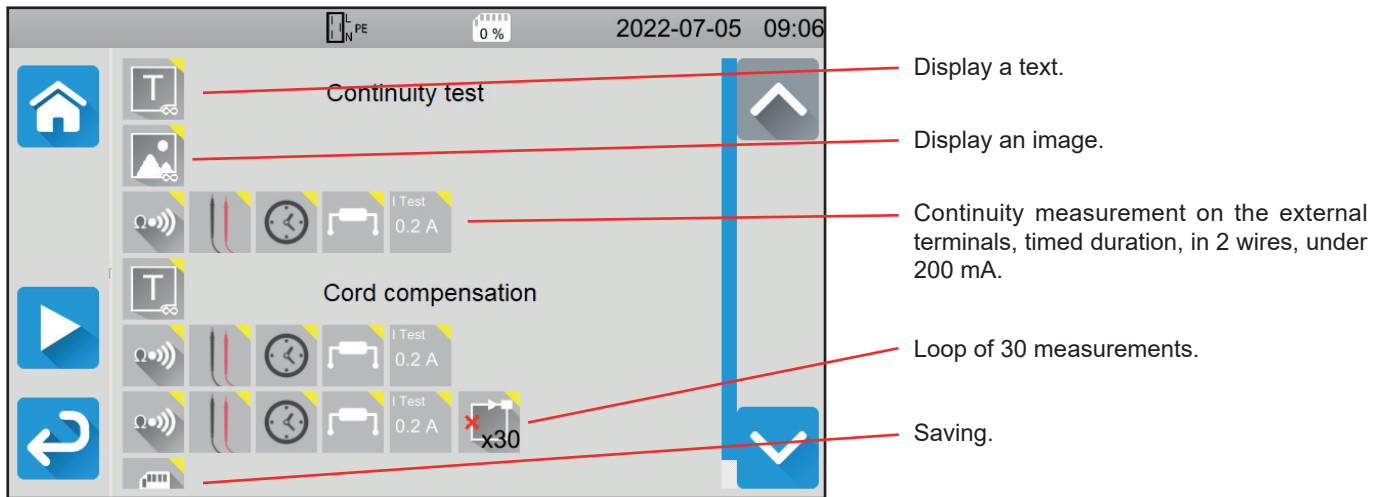 L
PE
N
0 %
2022-07-05 09:06
T
∞
Continuity test
Display a text.
∞
Display an image.
Ω
I Test
0.2 A
Continuity measurement on the external
terminals, timed duration, in 2 wires, under
200 mA.
T
∞
Cord compensation
Ω
I Test
0.2 A
Loop of 30 measurements.
Ω
I Test
0.2 A
x30
Saving.